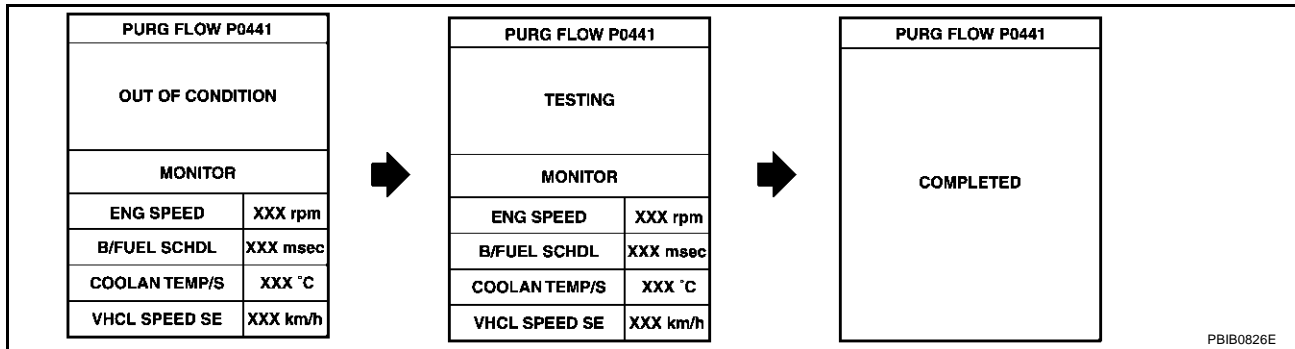 PURG FLOW P0441
OUT OF CONDITION
MONITOR
ENG SPEED XXX rpm
B/FUEL SCHDL XXX msec
COOLAN TEMP/S XXX °C
VHCL SPEED SE XXX km/h
PURG FLOW P0441
TESTING
MONITOR
ENG SPEED XXX rpm
B/FUEL SCHDL XXX msec
COOLAN TEMP/S XXX °C
VHCL SPEED SE XXX km/h
PURG FLOW P0441
COMPLETED
PBIB0826E